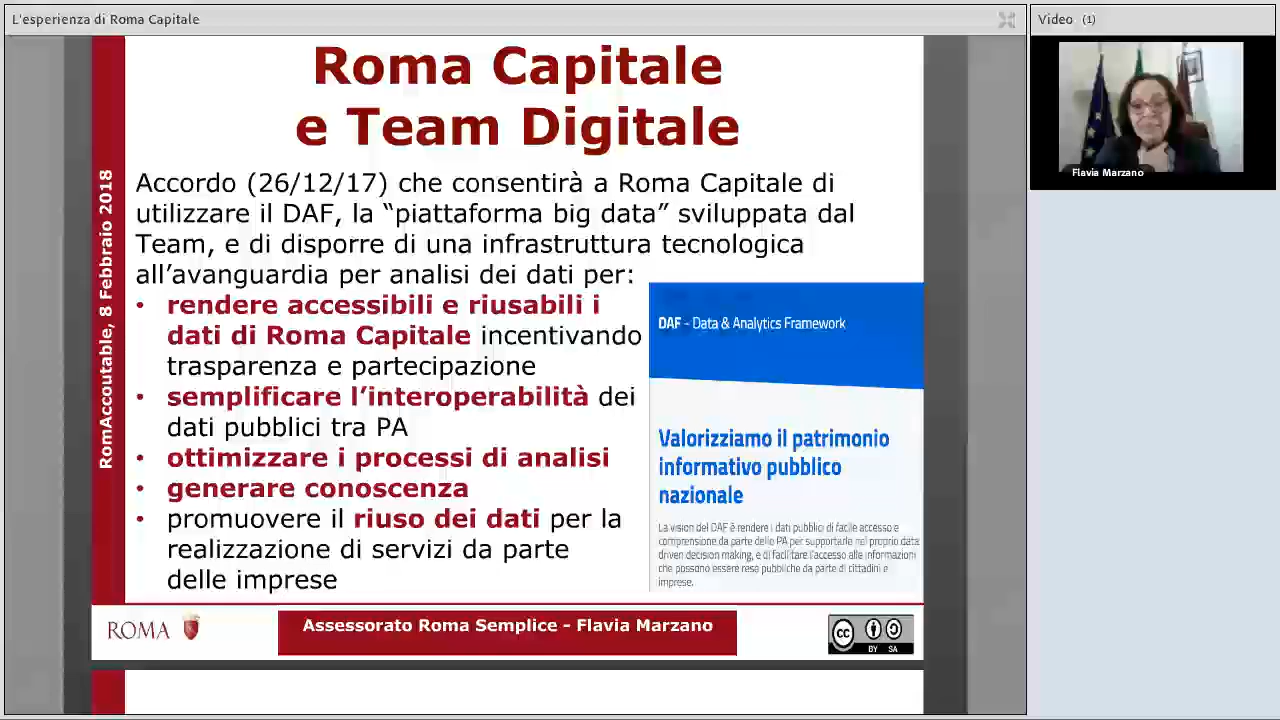 L'esperienza di Roma Capitale
Video (1)
Flavia Marzano
Roma Capitale
e Team Digitale
RomAccoutable, 8 Febbraio 2018
Accordo (26/12/17) che consentirà a Roma Capitale di
utilizzare il DAF, la “piattaforma big data” sviluppata dal
Team, e di disporre di una infrastruttura tecnologica
all’avanguardia per analisi dei dati per:
• rendere accessibili e riusabili i
dati di Roma Capitale incentivando
trasparenza e partecipazione
• semplificare l’interoperabilità dei
dati pubblici tra PA
• ottimizzare i processi di analisi
• generare conoscenza
• promuovere il riuso dei dati per la
realizzazione di servizi da parte
delle imprese
DAF - Data & Analytics Framework
Valorizziamo il patrimonio
informativo pubblico
nazionale
La vision del DAF è rendere i dati pubblici di facile accesso e
comprensione da parte delle PA per supportarle nel proprio data
driven decision making, e di facilitare l'accesso alle informazioni
che possono essere rese pubbliche da parte di cittadini e
imprese.
ROMA
Assessorato Roma Semplice – Flavia Marzano
cc
BY SA